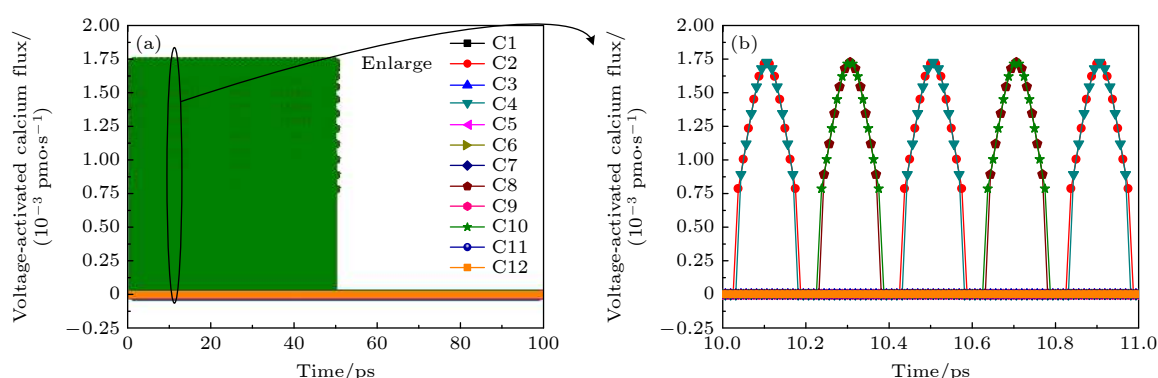 Voltage-activated calcium flux/
(10⁻³ pmo·s⁻¹)
2.00
1.75
1.50
1.25
1.00
0.75
0.50
0.25
0
−0.25
(a)
Enlarge
C1
C2
C3
C4
C5
C6
C7
C8
C9
C10
C11
C12
0 20 40 60 80 100
Time/ps
Voltage-activated calcium flux/
(10⁻³ pmo·s⁻¹)
2.00
1.75
1.50
1.25
1.00
0.75
0.50
0.25
0
−0.25
(b)
10.0 10.2 10.4 10.6 10.8 11.0
Time/ps